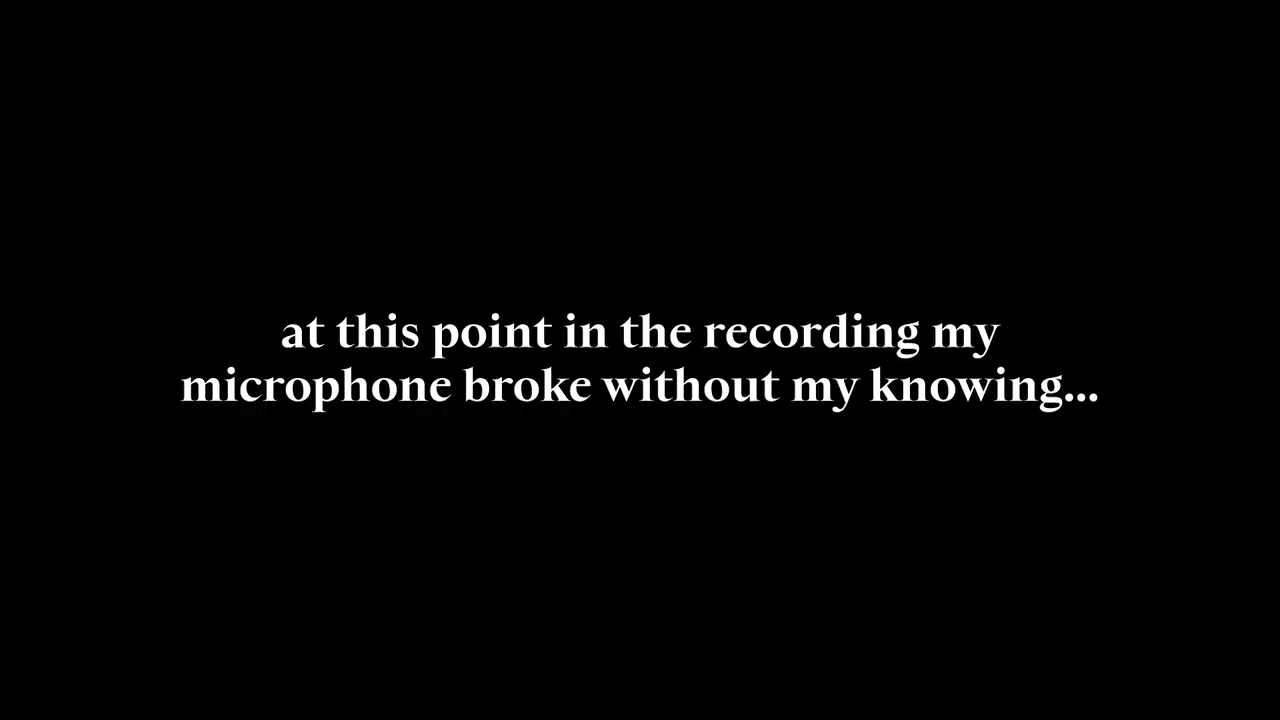 at this point in the recording my
microphone broke without my knowing...